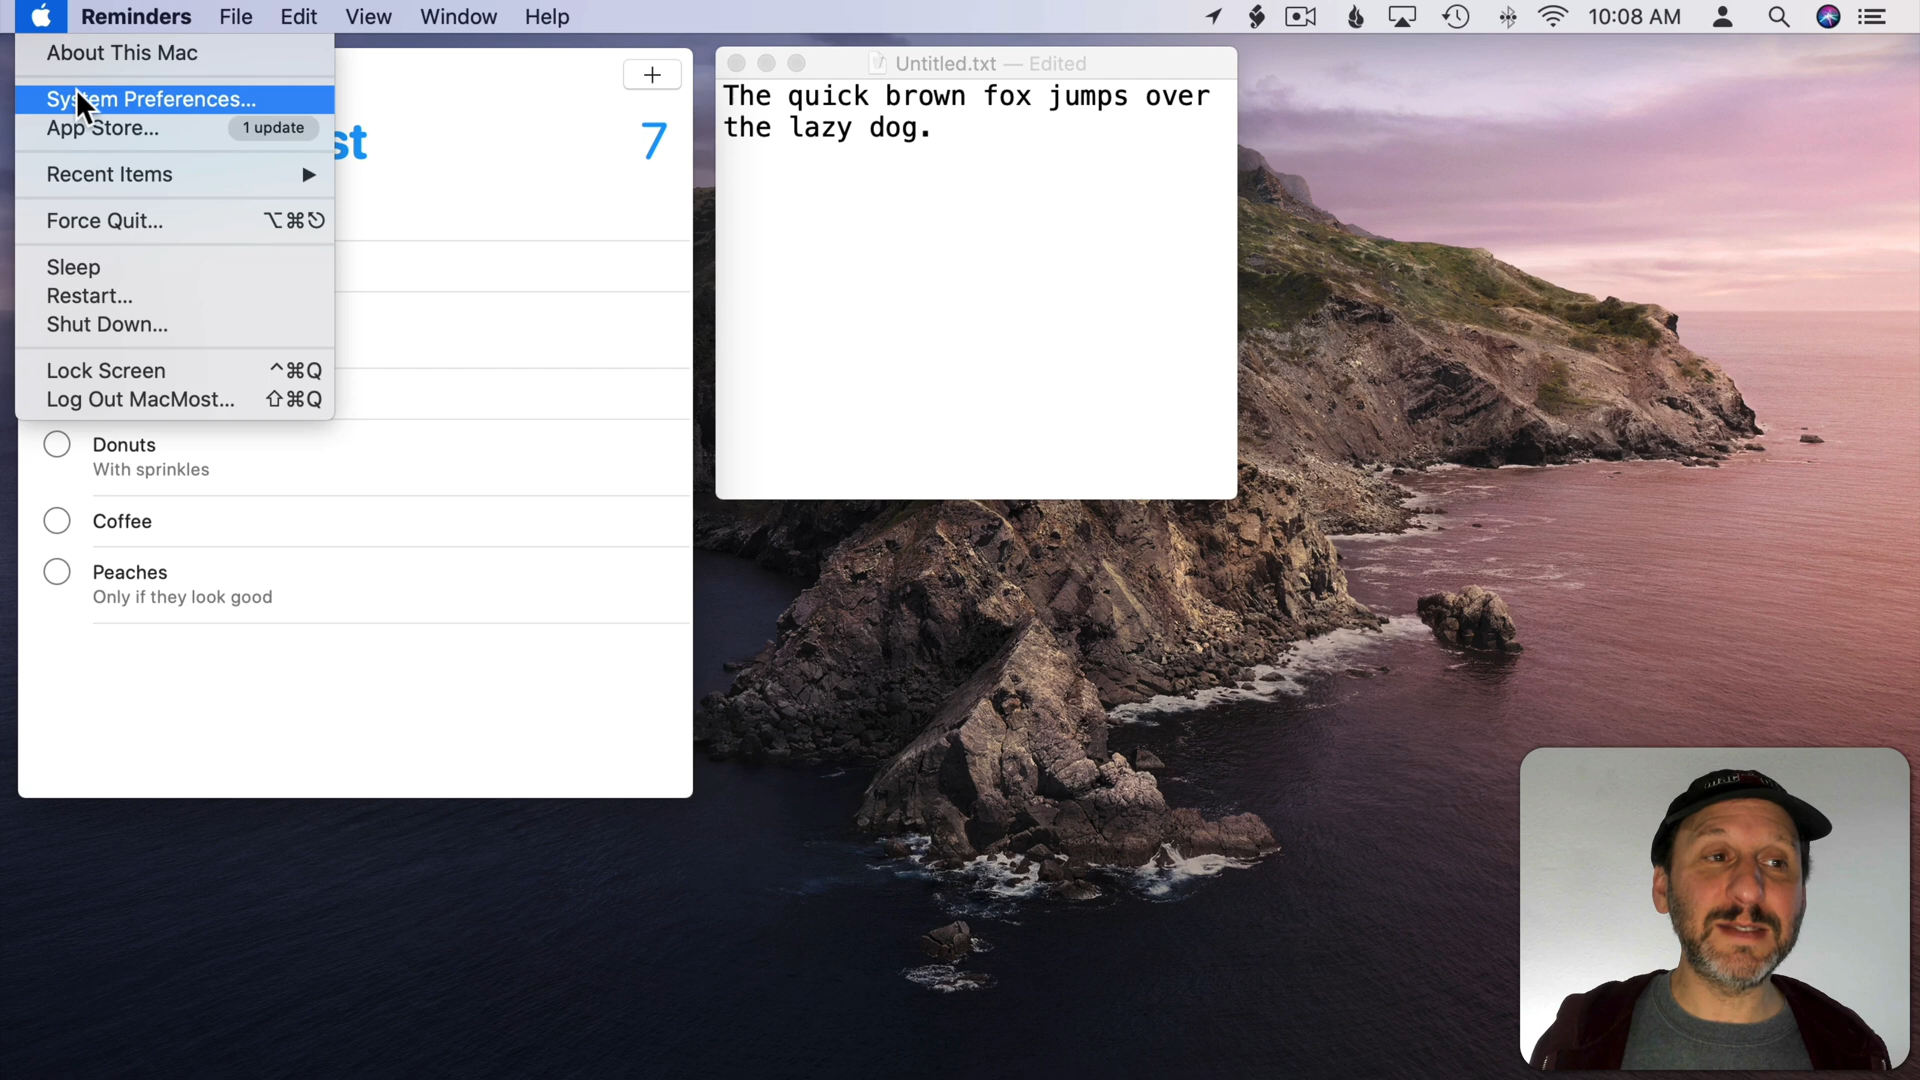 Reminders File Edit View Window Help 10:08 AM
About This Mac
System Preferences...
App Store... 1 update
Recent Items ▶
Force Quit... ⌥⌘⎋
Sleep
Restart...
Shut Down...
Lock Screen ^⌘Q
Log Out MacMost... ⇧⌘Q
+
st 7
Donuts
With sprinkles
Coffee
Peaches
Only if they look good
Untitled.txt — Edited
The quick brown fox jumps over
the lazy dog.